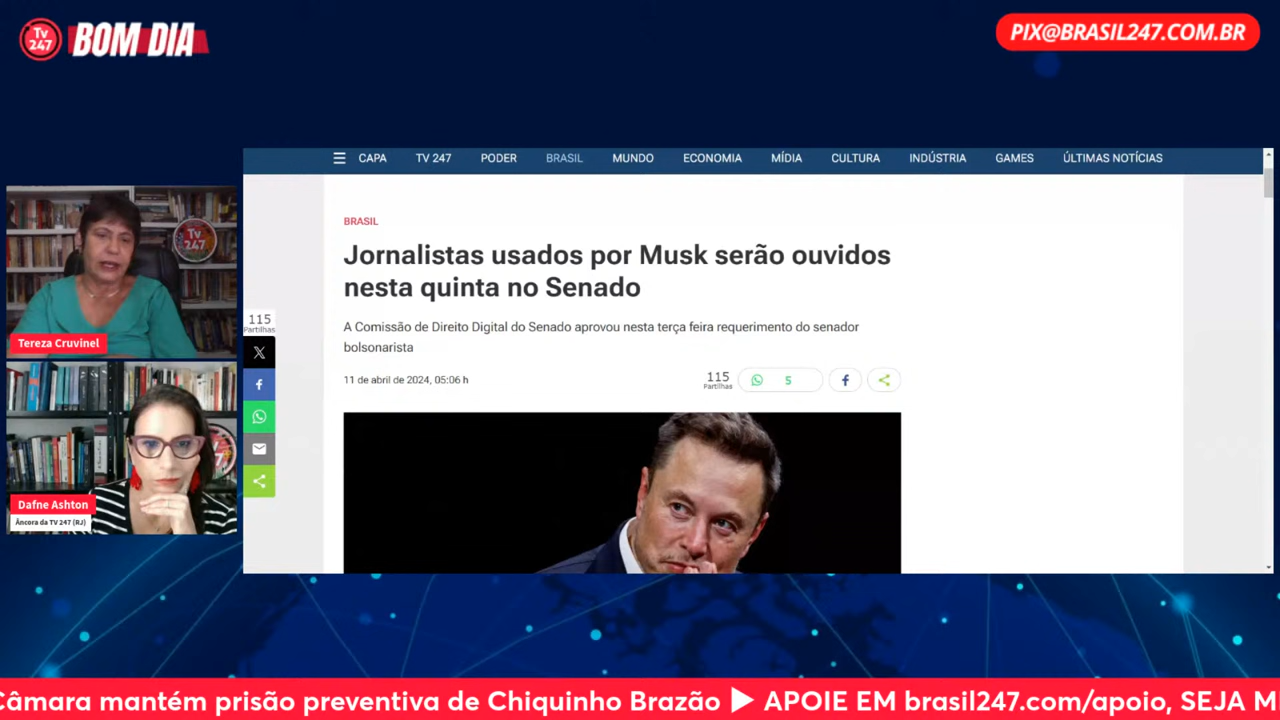 Tv
247
BOM DIA
PIX@BRASIL247.COM.BR
☰ CAPA TV 247 PODER BRASIL MUNDO ECONOMIA MÍDIA CULTURA INDÚSTRIA GAMES ÚLTIMAS NOTÍCIAS
BRASIL
Jornalistas usados por Musk serão ouvidos
nesta quinta no Senado
A Comissão de Direito Digital do Senado aprovou nesta terça feira requerimento do senador
bolsonarista
11 de abril de 2024, 05:06 h
115
Partilhas
5
115
Partilhas
Tv
247
Tereza Cruvinel
Dafne Ashton
Âncora da TV 247 (RJ)
Câmara mantém prisão preventiva de Chiquinho Brazão ▶ APOIE EM brasil247.com/apoio, SEJA M